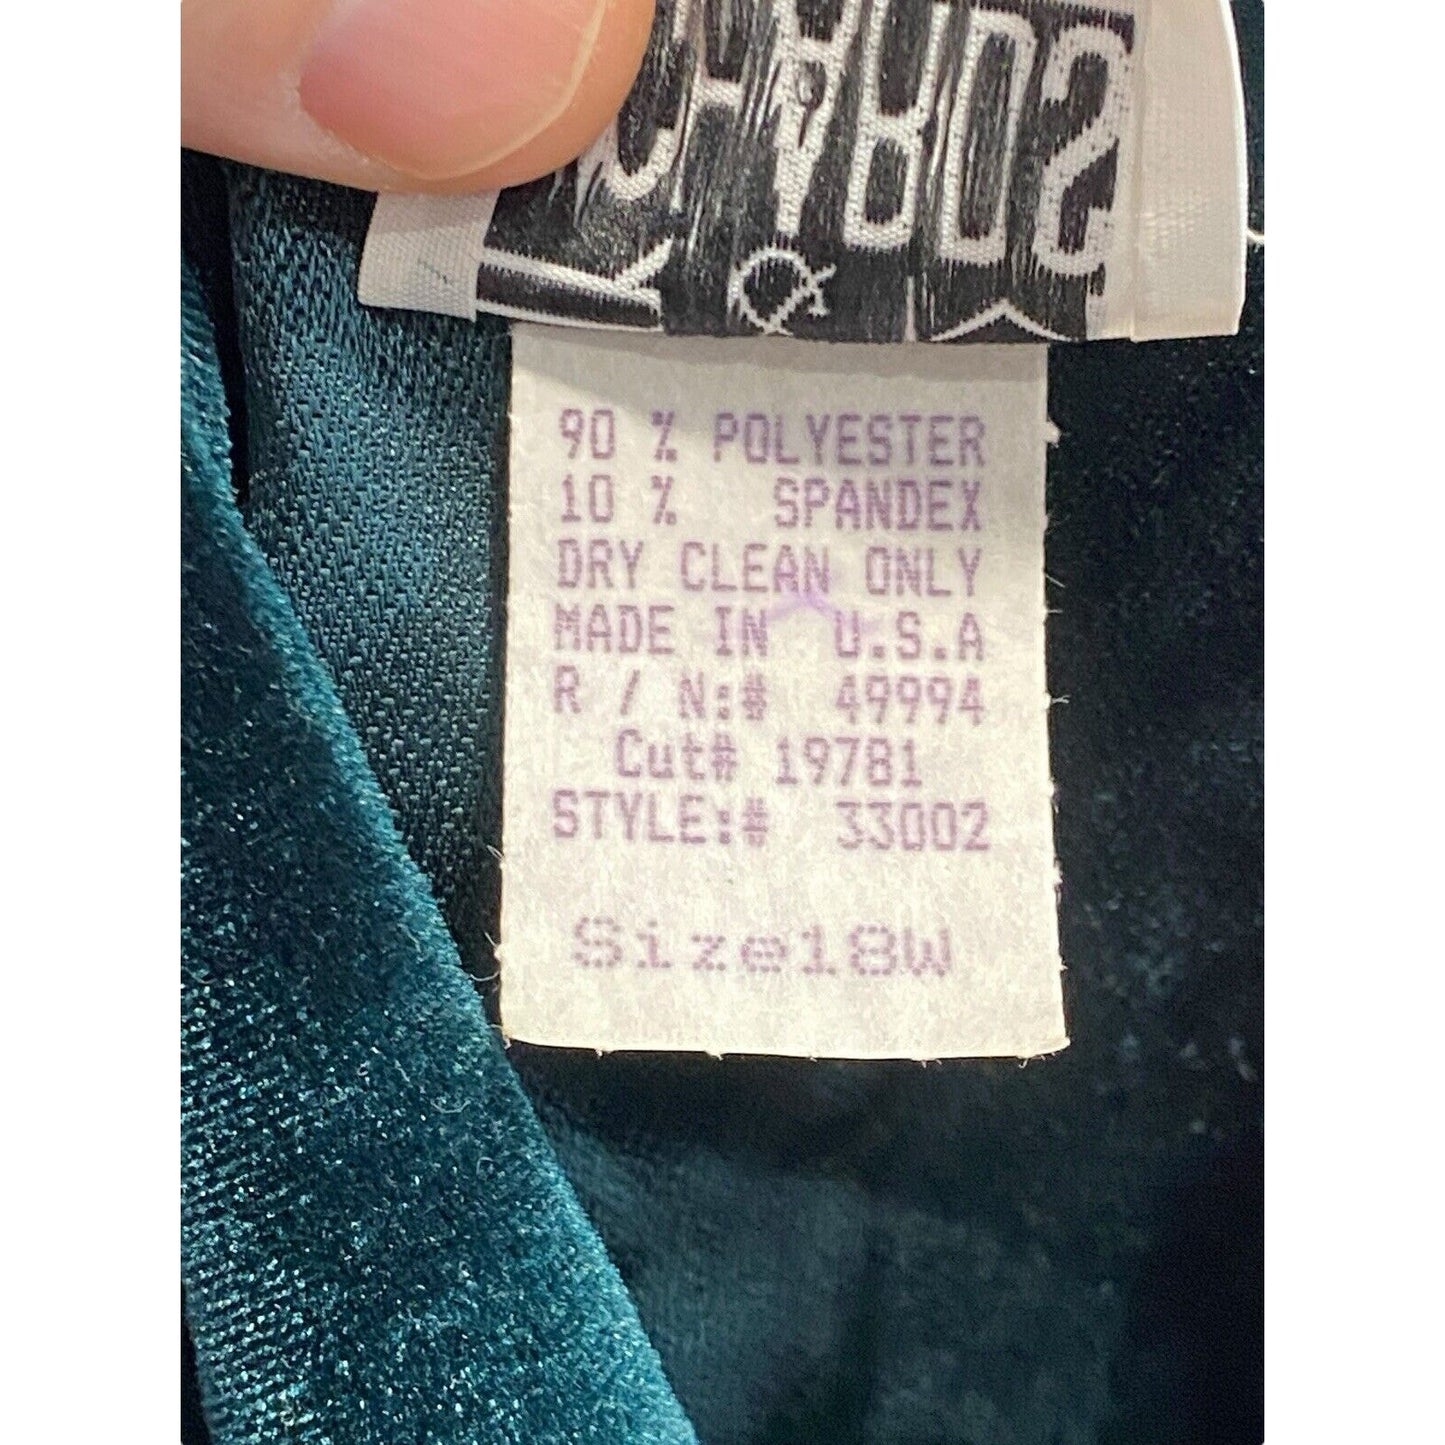 90 % POLYESTER
10 % SPANDEX
DRY CLEAN ONLY
MADE IN U.S.A
R / N:# 49994
Cut# 19781
STYLE:# 33002
Size18W